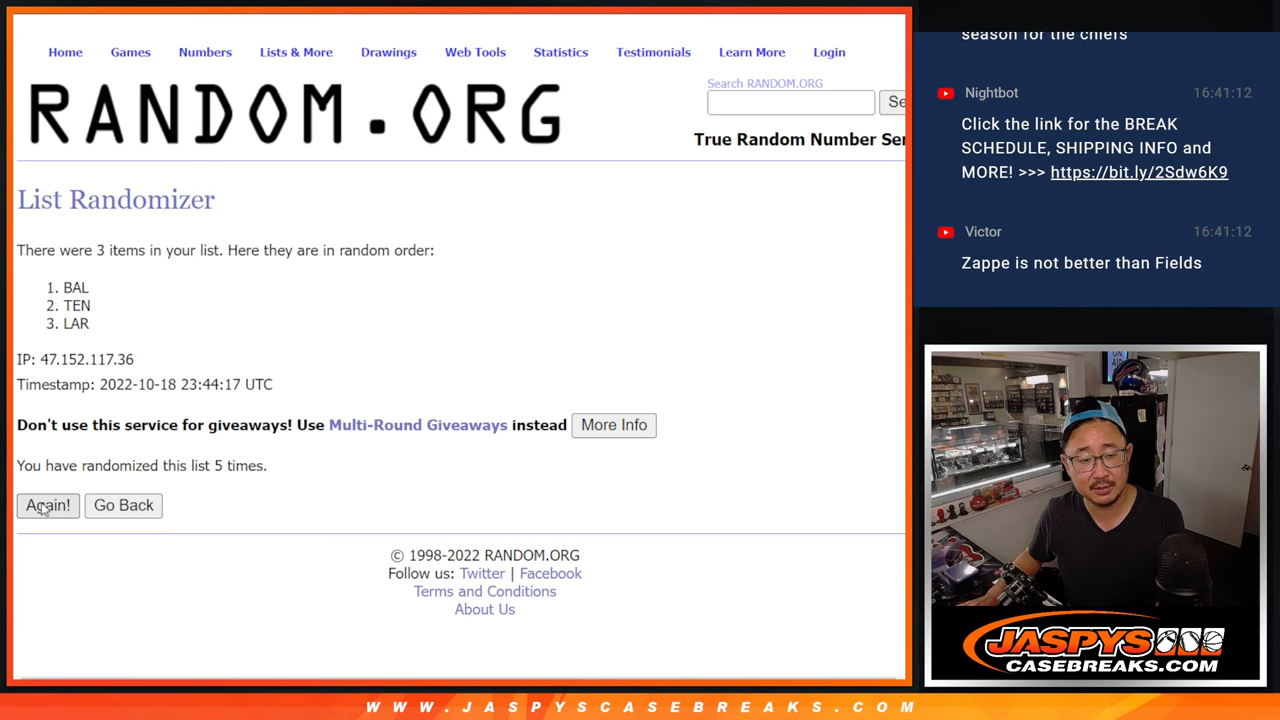 Home Games Numbers Lists & More Drawings Web Tools Statistics Testimonials Learn More Login
RANDOM.ORG
Search RANDOM.ORG
True Random Number Ser
List Randomizer
There were 3 items in your list. Here they are in random order:
1. BAL
2. TEN
3. LAR
IP: 47.152.117.36
Timestamp: 2022-10-18 23:44:17 UTC
Don't use this service for giveaways! Use Multi-Round Giveaways instead More Info
You have randomized this list 5 times.
Again! Go Back
© 1998-2022 RANDOM.ORG
Follow us: Twitter | Facebook
Terms and Conditions
About Us
season for the chiefs
Nightbot 16:41:12
Click the link for the BREAK
SCHEDULE, SHIPPING INFO and
MORE! >>> https://bit.ly/2Sdw6K9
Victor 16:41:12
Zappe is not better than Fields
JASPYS
CASEBREAKS.COM
WWW.JASPYSCASEBREAKS.COM